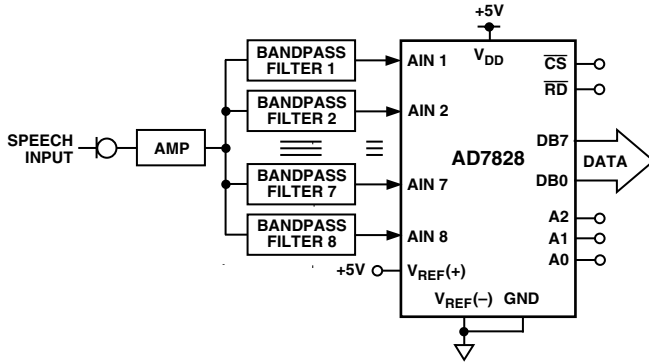 +5V
BANDPASS
FILTER 1
AIN 1
V_DD
CS
RD
BANDPASS
FILTER 2
AIN 2
SPEECH
INPUT
AMP
AD7828
DB7
DATA
DB0
BANDPASS
FILTER 7
AIN 7
BANDPASS
FILTER 8
AIN 8
A2
A1
A0
+5V
V_REF(+)
V_REF(–)
GND